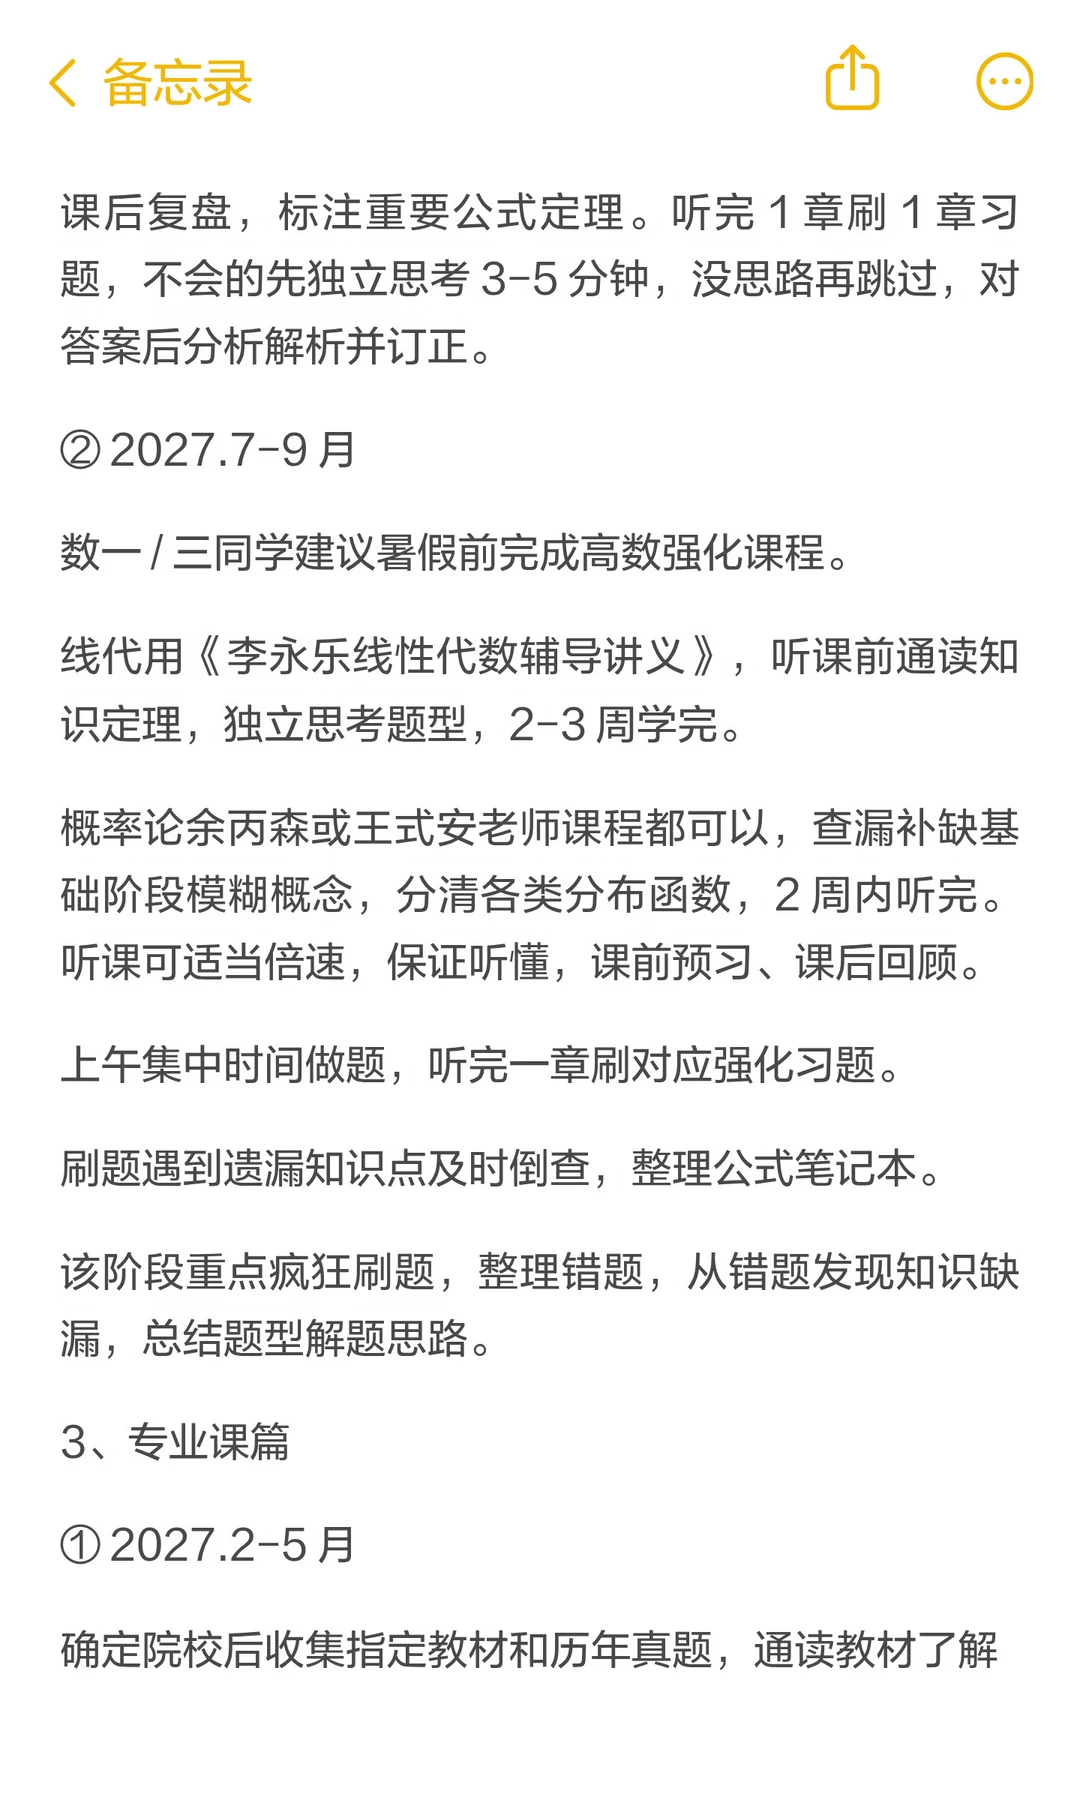 备忘录
课后复盘，标注重要公式定理。听完 1 章刷 1 章习
题，不会的先独立思考 3-5 分钟，没思路再跳过，对
答案后分析解析并订正。
② 2027.7-9 月
数一 / 三同学建议暑假前完成高数强化课程。
线代用《李永乐线性代数辅导讲义》，听课前通读知
识定理，独立思考题型，2-3 周学完。
概率论余丙森或王式安老师课程都可以，查漏补缺基
础阶段模糊概念，分清各类分布函数，2 周内听完。
听课可适当倍速，保证听懂，课前预习、课后回顾。
上午集中时间做题，听完一章刷对应强化习题。
刷题遇到遗漏知识点及时倒查，整理公式笔记本。
该阶段重点疯狂刷题，整理错题，从错题发现知识缺
漏，总结题型解题思路。
3、专业课篇
① 2027.2-5 月
确定院校后收集指定教材和历年真题，通读教材了解